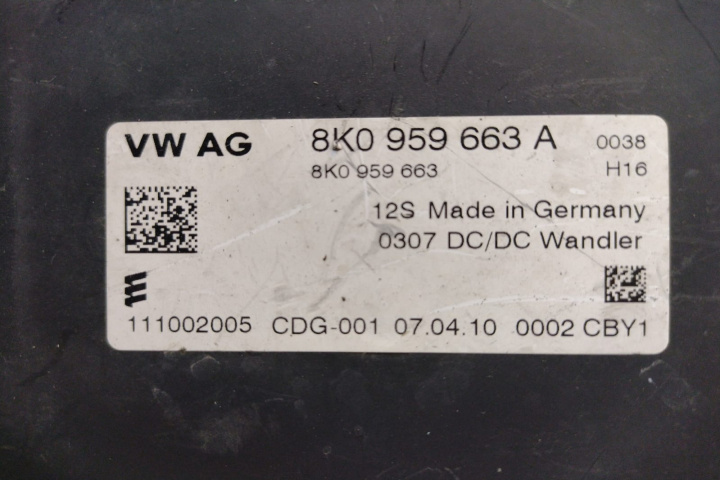 VW AG 8K0 959 663 A 0038
8K0 959 663 H16
12S Made in Germany
0307 DC/DC Wandler
111002005 CDG-001 07.04.10 0002 CBY1